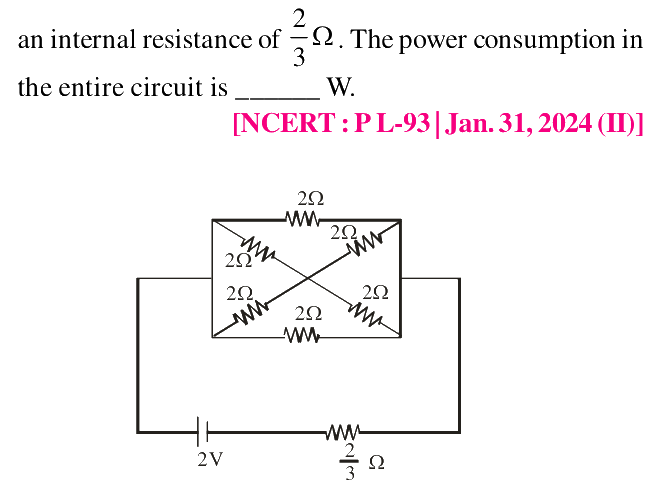 an internal resistance of 2/3 Ω. The power consumption in
the entire circuit is ______ W.
[NCERT : P L-93 | Jan. 31, 2024 (II)]
2Ω
2Ω
2Ω
2Ω
2Ω
2Ω
2V
2/3 Ω